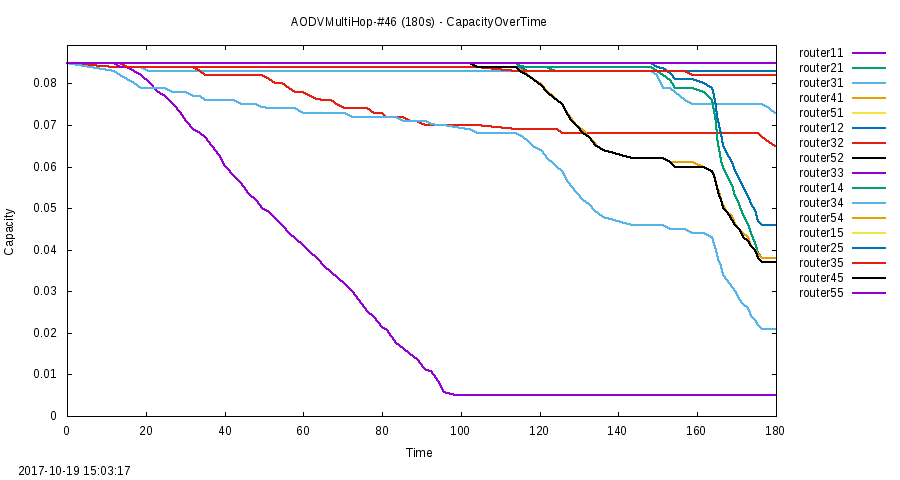 AODVMultiHop-#46 (180s) - CapacityOverTime
router11
router21
router31
router41
router51
router12
router32
router52
router33
router14
router34
router54
router15
router25
router35
router45
router55
0.08
0.07
0.06
0.05
0.04
0.03
0.02
0.01
0
Capacity
0 20 40 60 80 100 120 140 160 180
Time
2017-10-19 15:03:17